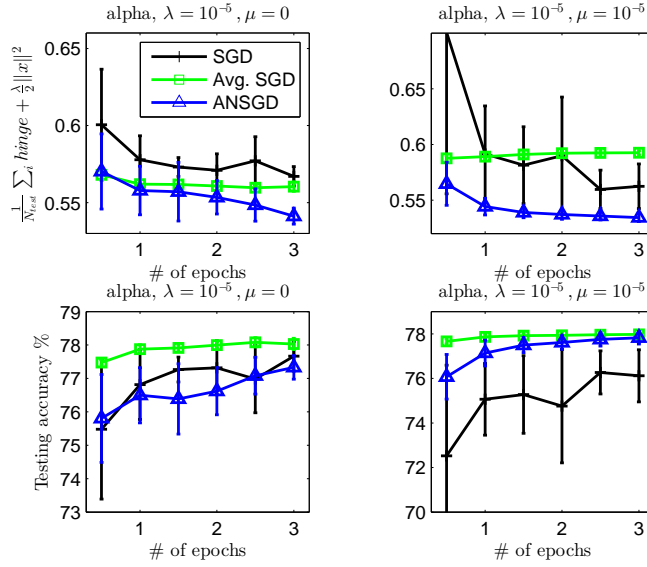 alpha, λ = 10^{-5}, μ = 0
1/N_{test} ∑_i hinge + λ/2 ||x||^2
0.65
0.6
0.55
SGD
Avg. SGD
ANSGD
1 2 3
# of epochs
alpha, λ = 10^{-5}, μ = 10^{-5}
0.65
0.6
0.55
1 2 3
# of epochs
alpha, λ = 10^{-5}, μ = 0
Testing accuracy %
79
78
77
76
75
74
73
1 2 3
# of epochs
alpha, λ = 10^{-5}, μ = 10^{-5}
78
76
74
72
70
1 2 3
# of epochs